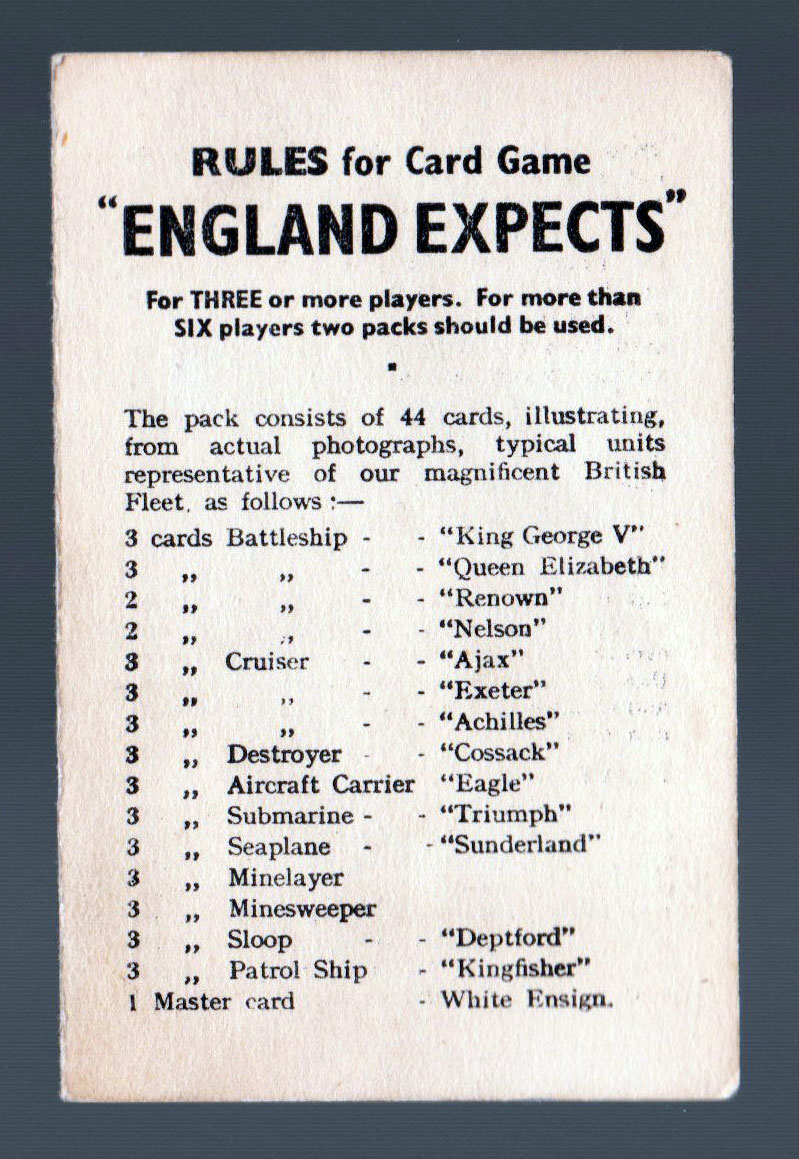 RULES for Card Game
"ENGLAND EXPECTS"
For THREE or more players. For more than
SIX players two packs should be used.
The pack consists of 44 cards, illustrating,
from actual photographs, typical units
representative of our magnificent British
Fleet, as follows :—
3 cards Battleship - - "King George V"
3 ,, ,, - - "Queen Elizabeth"
2 ,, ,, - - "Renown"
2 ,, ,, - - "Nelson"
3 ,, Cruiser - - "Ajax"
3 ,, ,, - - "Exeter"
3 ,, ,, - - "Achilles"
3 ,, Destroyer - - "Cossack"
3 ,, Aircraft Carrier "Eagle"
3 ,, Submarine - - "Triumph"
3 ,, Seaplane - - "Sunderland"
3 ,, Minelayer
3 ,, Minesweeper
3 ,, Sloop - - "Deptford"
3 ,, Patrol Ship - "Kingfisher"
1 Master card - White Ensign.